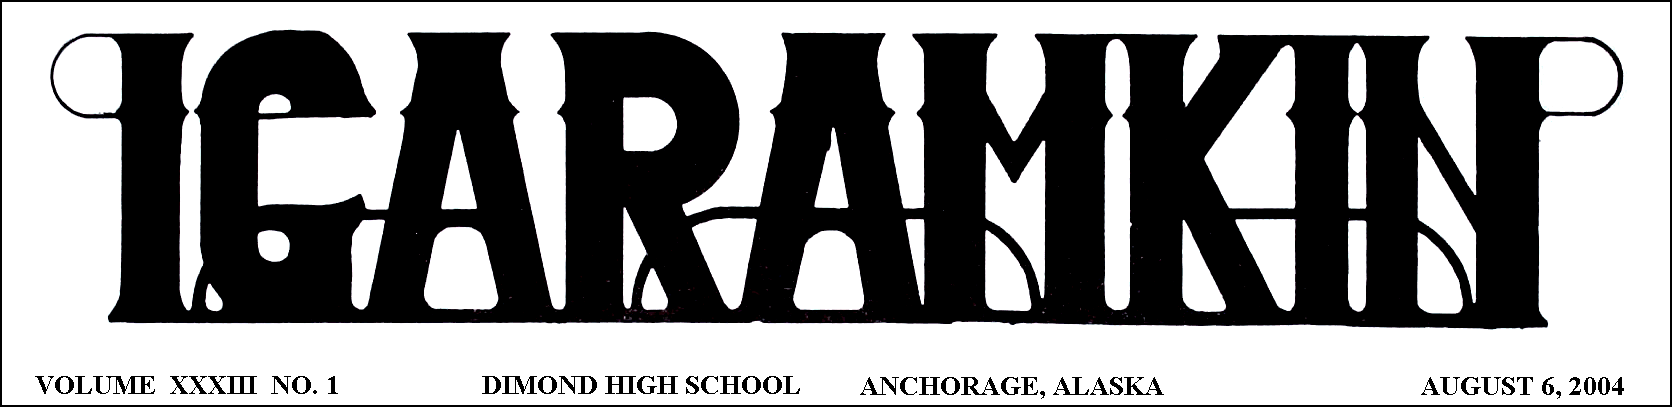 IGARAMKIN
VOLUME XXXIII NO. 1 DIMOND HIGH SCHOOL ANCHORAGE, ALASKA AUGUST 6, 2004